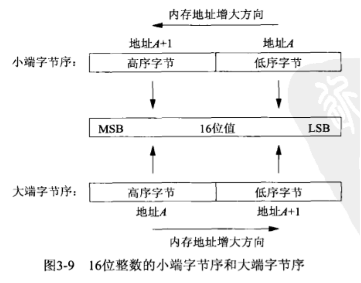 内存地址增大方向
地址A+1 地址A
小端字节序： 高序字节 低序字节
MSB 16位值 LSB
大端字节序： 高序字节 低序字节
地址A 地址A+1
内存地址增大方向
图3-9 16位整数的小端字节序和大端字节序